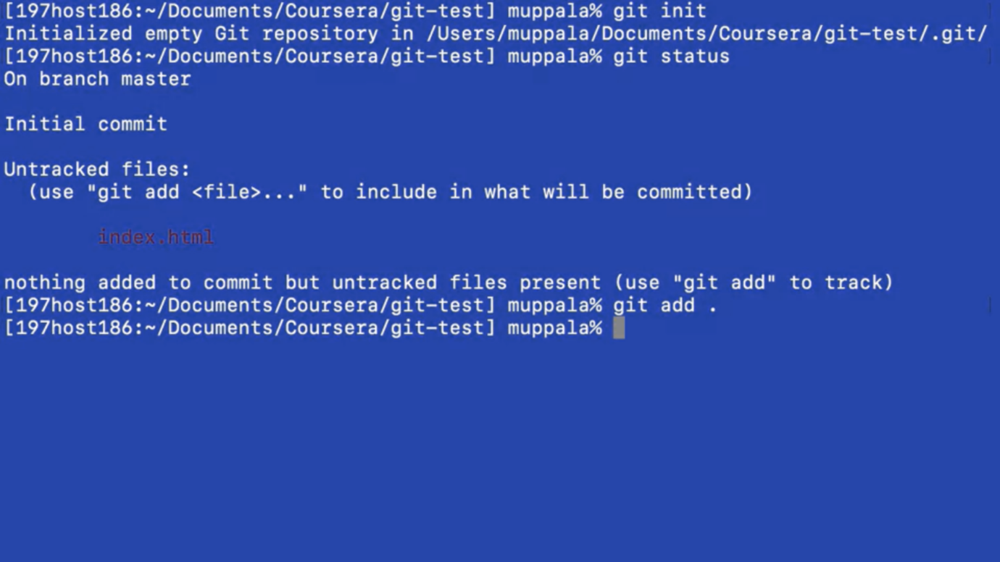 [197host186:~/Documents/Coursera/git-test] muppala% git init
Initialized empty Git repository in /Users/muppala/Documents/Coursera/git-test/.git/
[197host186:~/Documents/Coursera/git-test] muppala% git status
On branch master
Initial commit
Untracked files:
  (use "git add <file>..." to include in what will be committed)
        index.html
nothing added to commit but untracked files present (use "git add" to track)
[197host186:~/Documents/Coursera/git-test] muppala% git add .
[197host186:~/Documents/Coursera/git-test] muppala%